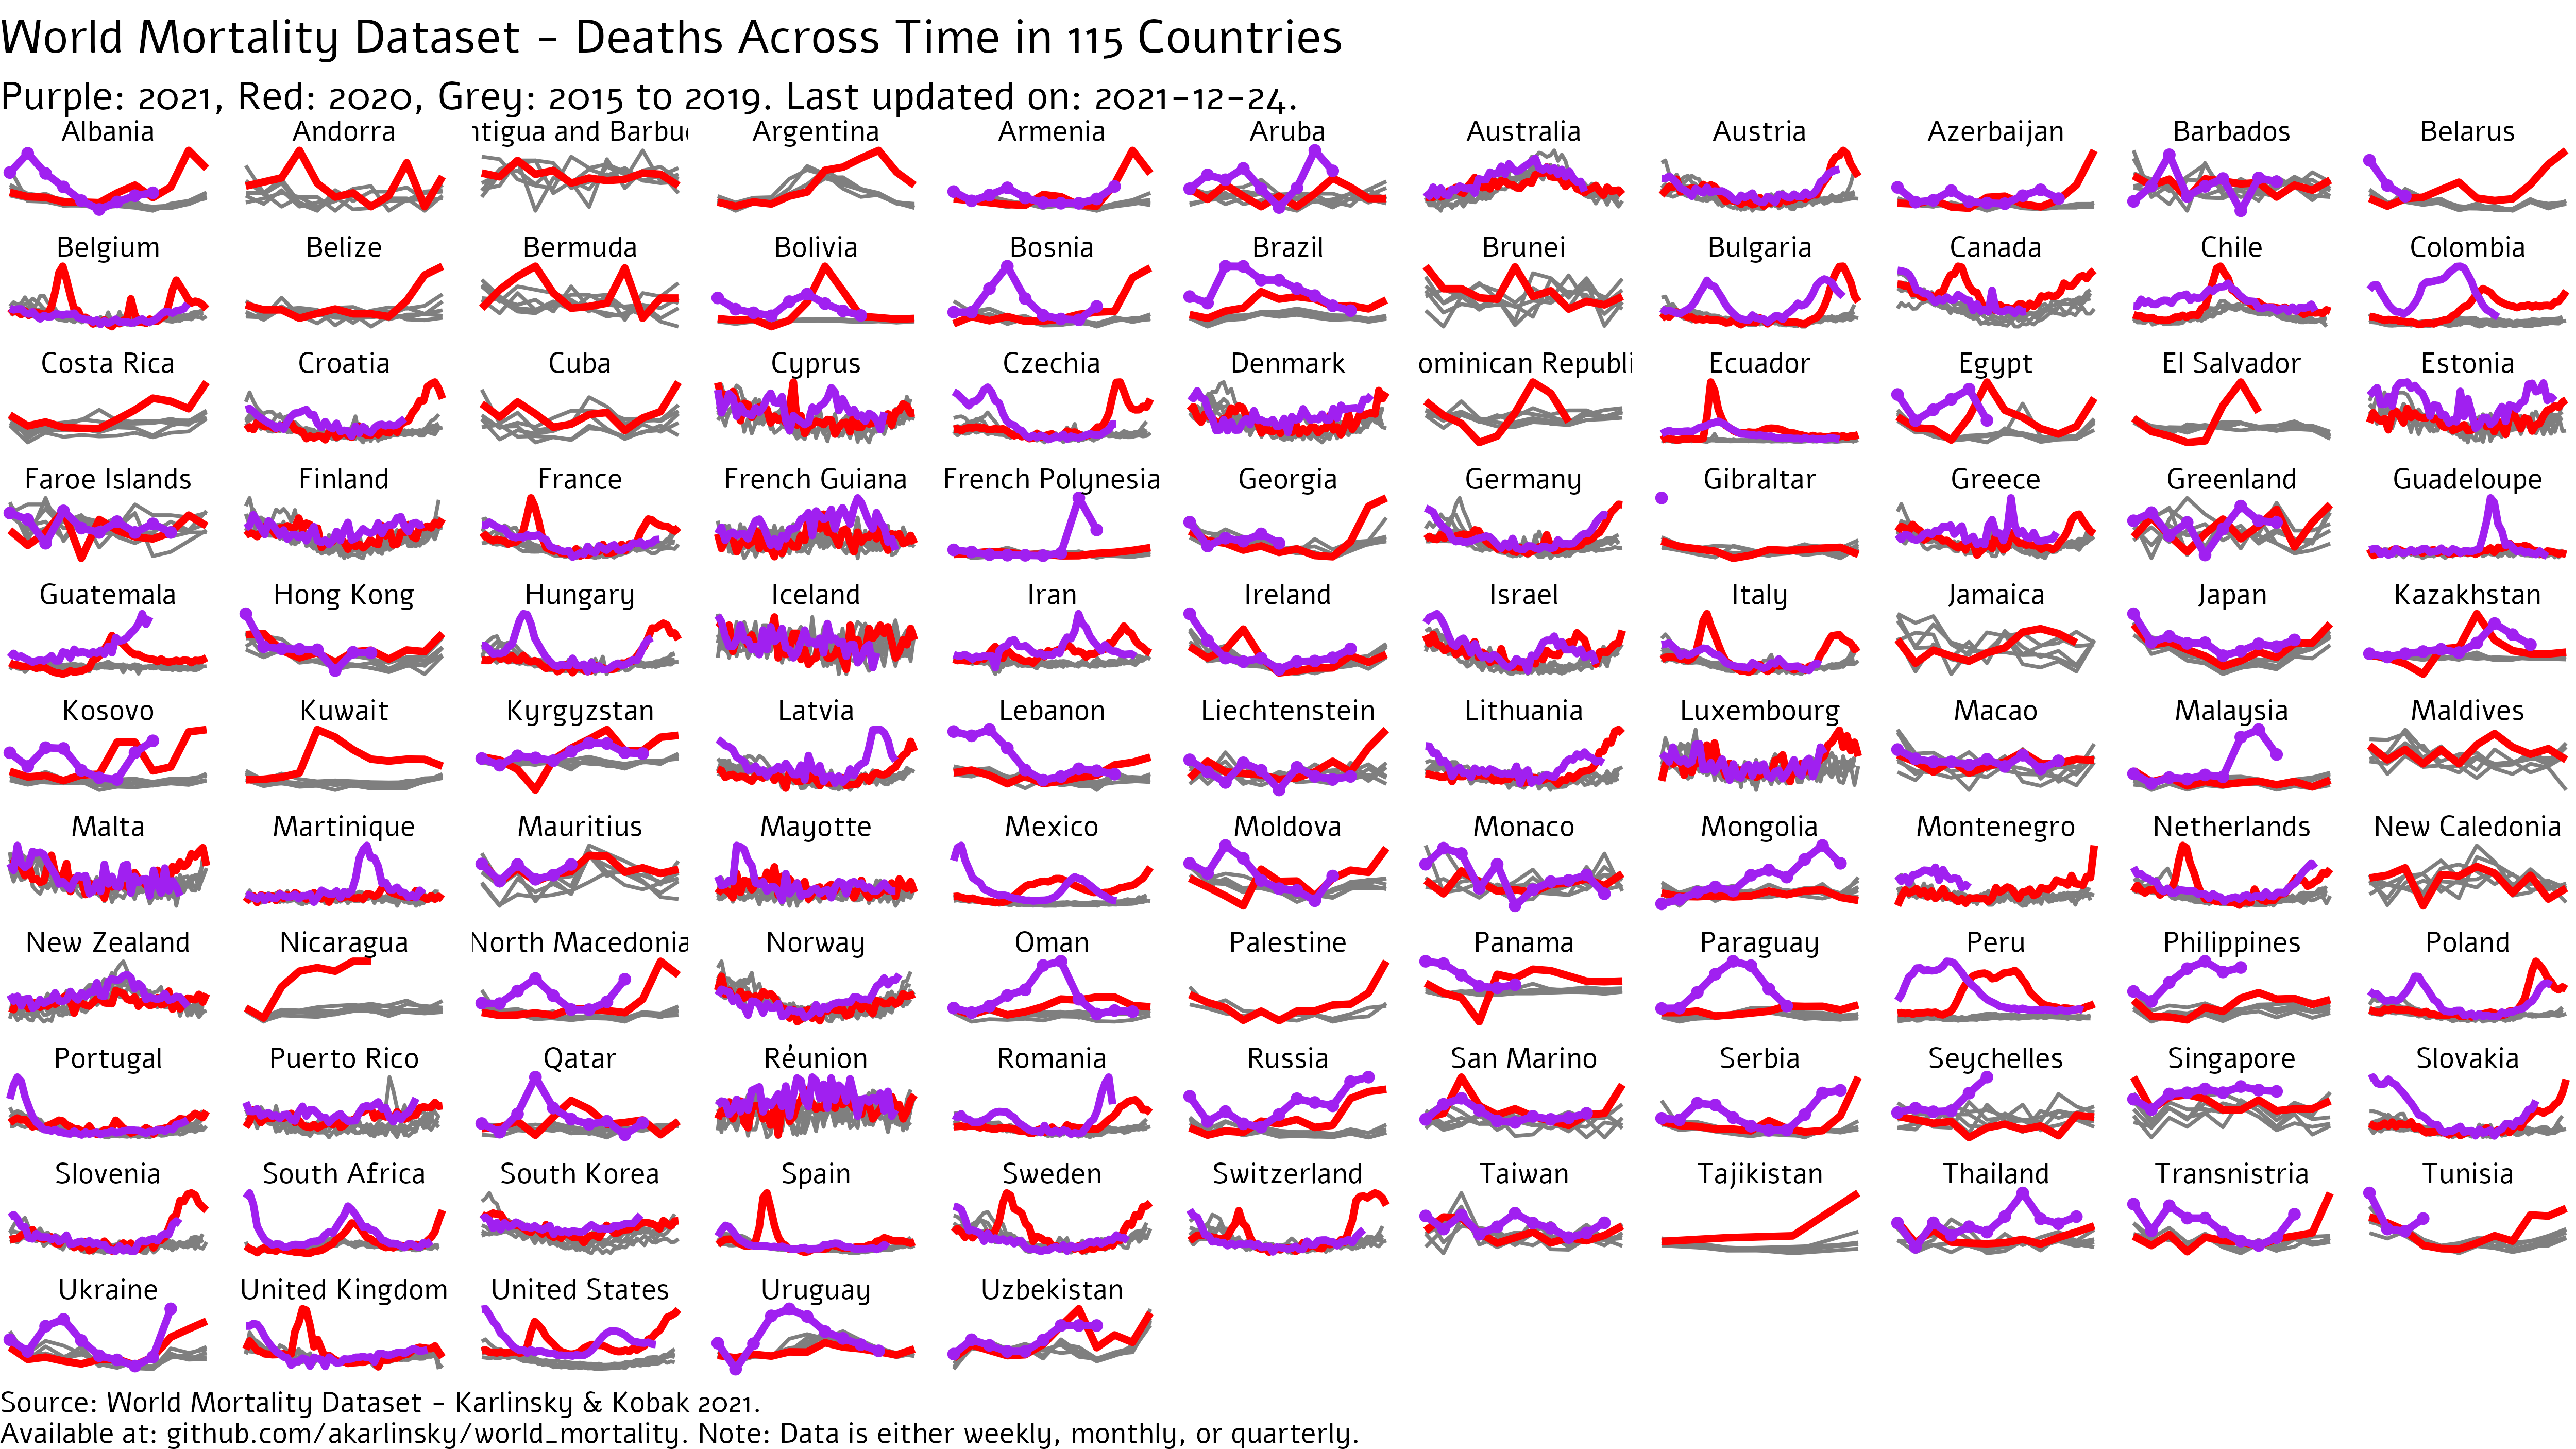 World Mortality Dataset - Deaths Across Time in 115 Countries
Purple: 2021, Red: 2020, Grey: 2015 to 2019. Last updated on: 2021-12-24.
Albania Andorra ntigua and Barbu Argentina Armenia Aruba Australia Austria Azerbaijan Barbados Belarus
Belgium Belize Bermuda Bolivia Bosnia Brazil Brunei Bulgaria Canada Chile Colombia
Costa Rica Croatia Cuba Cyprus Czechia Denmark ominican Republi Ecuador Egypt El Salvador Estonia
Faroe Islands Finland France French Guiana French Polynesia Georgia Germany Gibraltar Greece Greenland Guadeloupe
Guatemala Hong Kong Hungary Iceland Iran Ireland Israel Italy Jamaica Japan Kazakhstan
Kosovo Kuwait Kyrgyzstan Latvia Lebanon Liechtenstein Lithuania Luxembourg Macao Malaysia Maldives
Malta Martinique Mauritius Mayotte Mexico Moldova Monaco Mongolia Montenegro Netherlands New Caledonia
New Zealand Nicaragua North Macedonia Norway Oman Palestine Panama Paraguay Peru Philippines Poland
Portugal Puerto Rico Qatar Réunion Romania Russia San Marino Serbia Seychelles Singapore Slovakia
Slovenia South Africa South Korea Spain Sweden Switzerland Taiwan Tajikistan Thailand Transnistria Tunisia
Ukraine United Kingdom United States Uruguay Uzbekistan
Source: World Mortality Dataset - Karlinsky & Kobak 2021.
Available at: github.com/akarlinsky/world_mortality. Note: Data is either weekly, monthly, or quarterly.